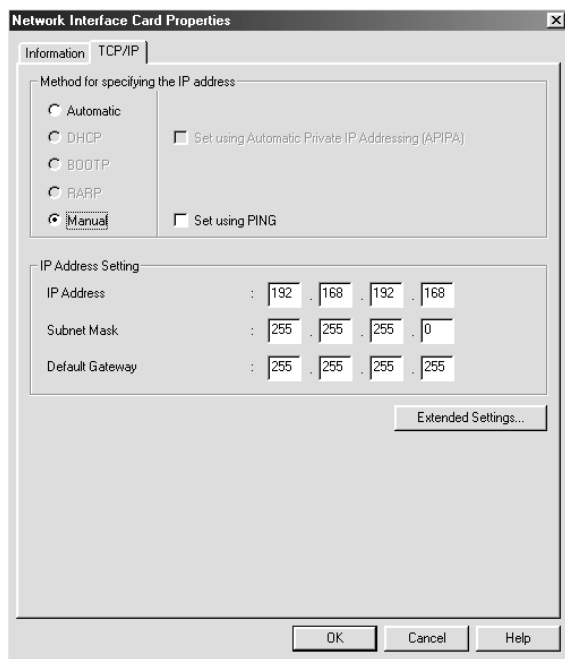 Network Interface Card Properties
Information TCP/IP
Method for specifying the IP address
Automatic
DHCP Set using Automatic Private IP Addressing (APIPA)
BOOTP
RARP
Manual Set using PING
IP Address Setting
IP Address : 192 . 168 . 192 . 168
Subnet Mask : 255 . 255 . 255 . 0
Default Gateway : 255 . 255 . 255 . 255
Extended Settings...
OK Cancel Help